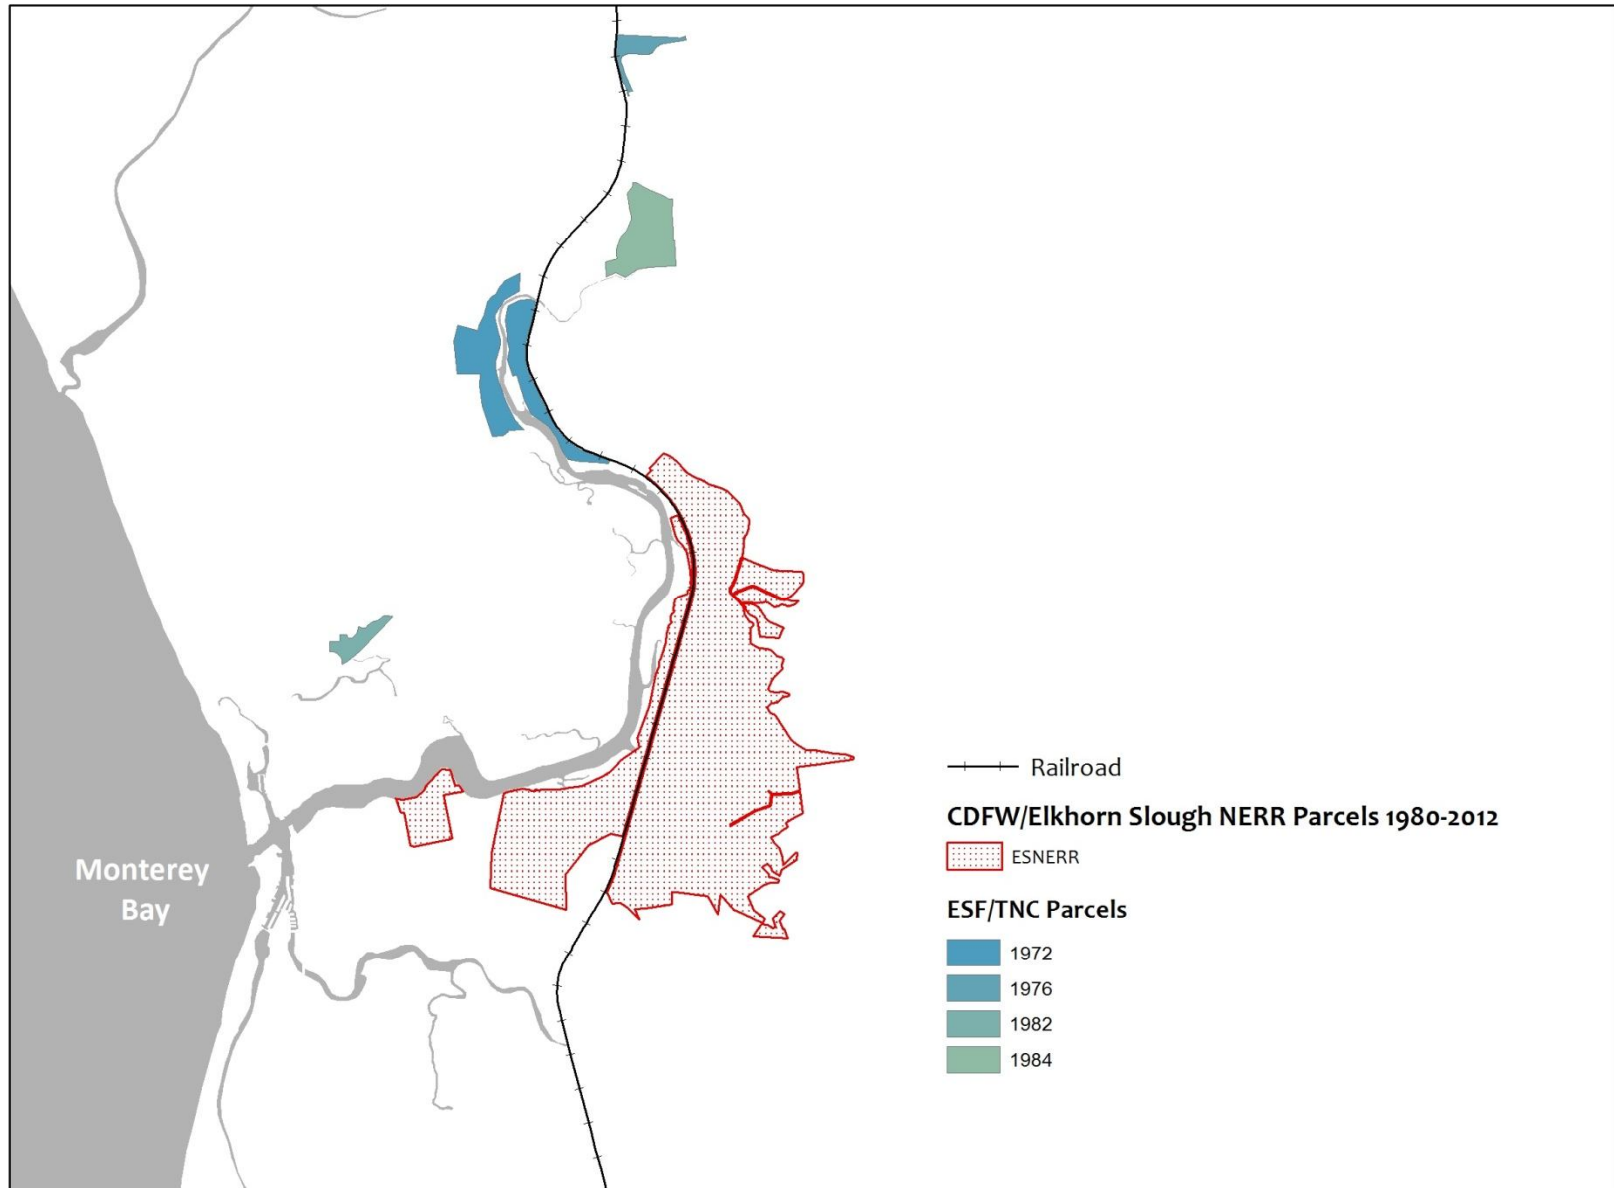 Monterey
Bay
Railroad
CDFW/Elkhorn Slough NERR Parcels 1980-2012
ESNERR
ESF/TNC Parcels
1972
1976
1982
1984